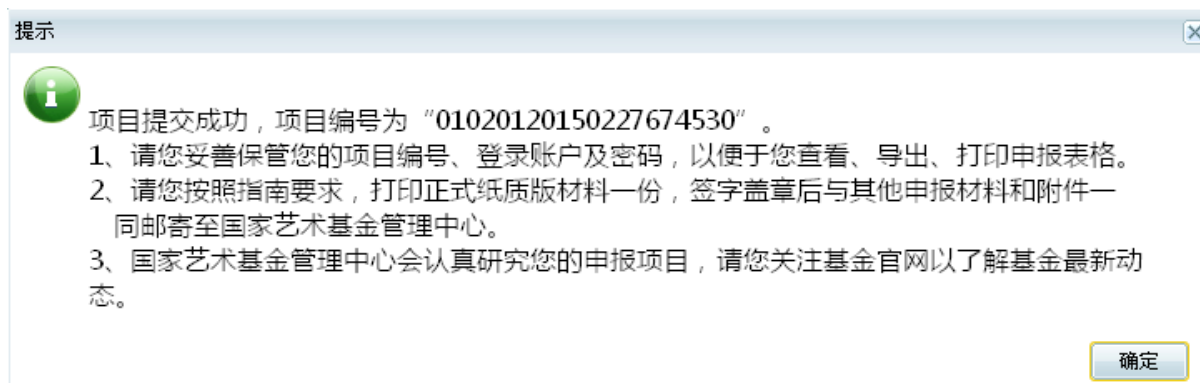 提示
项目提交成功，项目编号为“01020120150227674530”。
1、请您妥善保管您的项目编号、登录账户及密码，以便于您查看、导出、打印申报表格。
2、请您按照指南要求，打印正式纸质版材料一份，签字盖章后与其他申报材料和附件一
同邮寄至国家艺术基金管理中心。
3、国家艺术基金管理中心会认真研究您的申报项目，请您关注基金官网以了解基金最新动
态。
确定